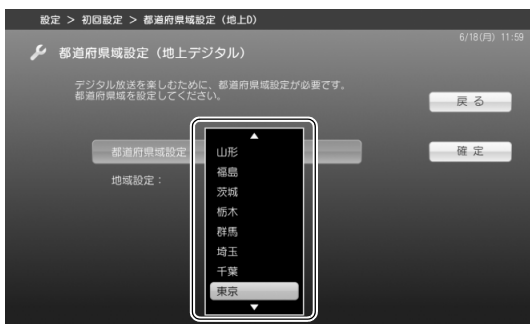 設定 > 初回設定 > 都道府県域設定（地上D）
6/18(月) 11:59
都道府県域設定（地上デジタル）
デジタル放送を楽しむために、都道府県域設定が必要です。
都道府県域を設定してください。
戻る
都道府県域設定
確定
地域設定：
山形
福島
茨城
栃木
群馬
埼玉
千葉
東京